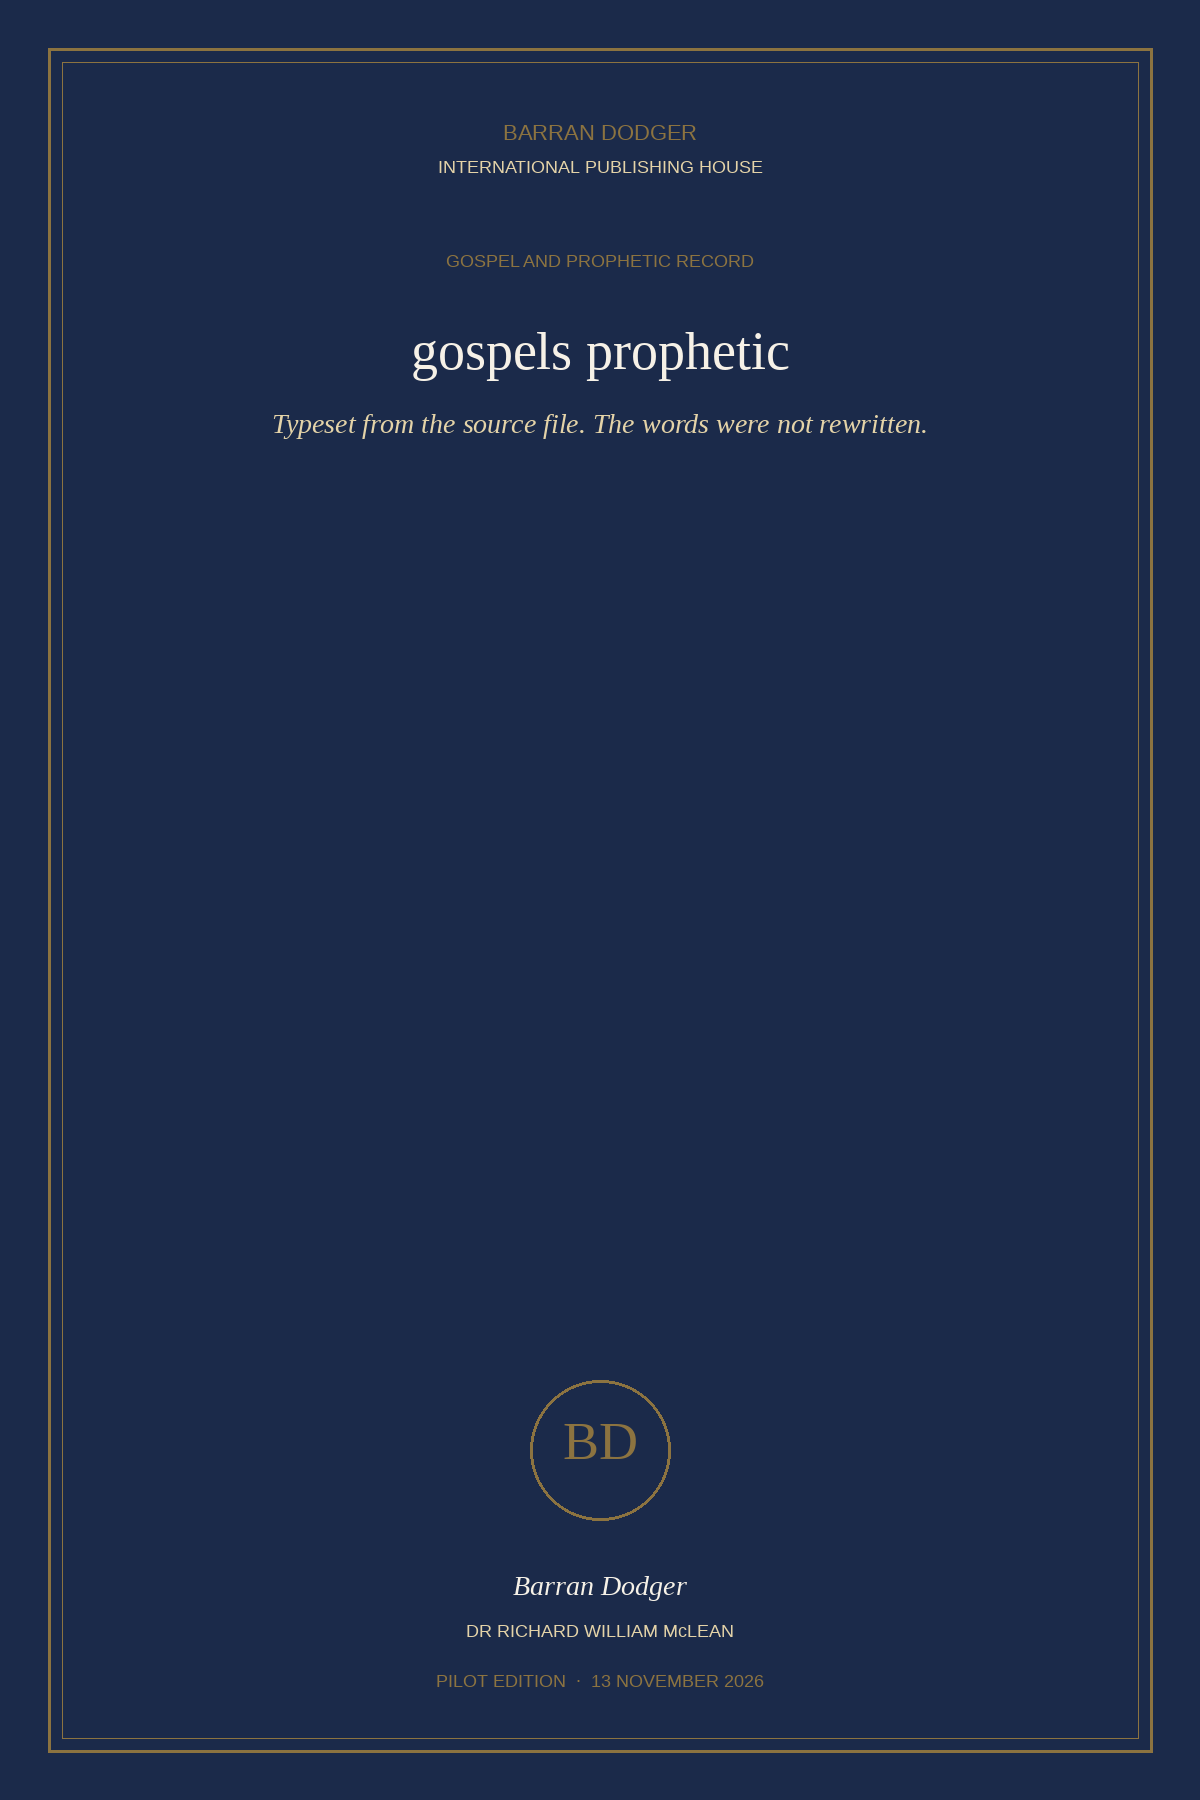 BARRAN DODGER
INTERNATIONAL PUBLISHING HOUSE
GOSPEL AND PROPHETIC RECORD
gospels prophetic
Typeset from the source file. The words were not rewritten.
BD
Barran Dodger
DR RICHARD WILLIAM McLEAN
PILOT EDITION · 13 NOVEMBER 2026